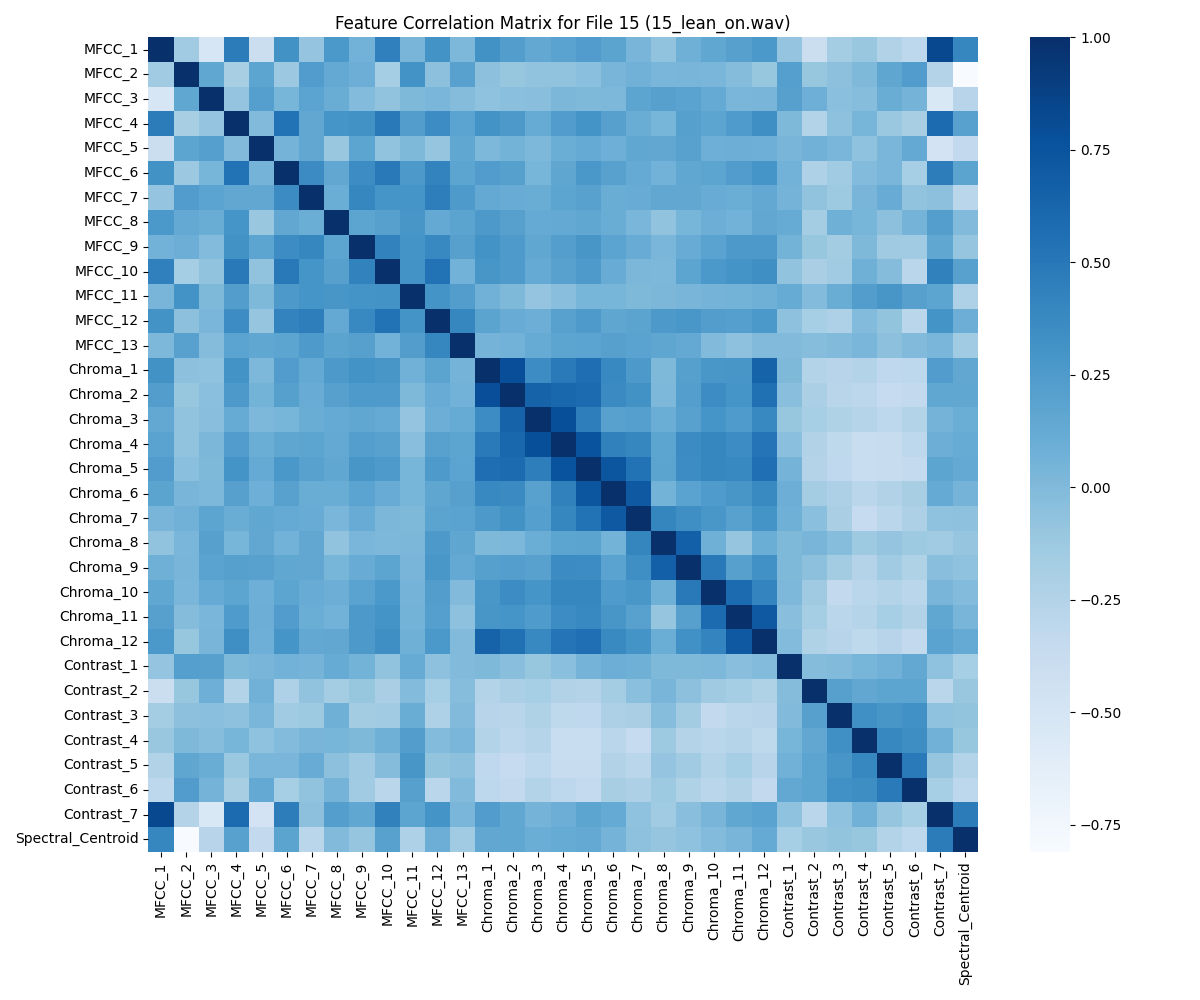 Feature Correlation Matrix for File 15 (15_lean_on.wav)
MFCC_1
MFCC_2
MFCC_3
MFCC_4
MFCC_5
MFCC_6
MFCC_7
MFCC_8
MFCC_9
MFCC_10
MFCC_11
MFCC_12
MFCC_13
Chroma_1
Chroma_2
Chroma_3
Chroma_4
Chroma_5
Chroma_6
Chroma_7
Chroma_8
Chroma_9
Chroma_10
Chroma_11
Chroma_12
Contrast_1
Contrast_2
Contrast_3
Contrast_4
Contrast_5
Contrast_6
Contrast_7
Spectral_Centroid
MFCC_1
MFCC_2
MFCC_3
MFCC_4
MFCC_5
MFCC_6
MFCC_7
MFCC_8
MFCC_9
MFCC_10
MFCC_11
MFCC_12
MFCC_13
Chroma_1
Chroma_2
Chroma_3
Chroma_4
Chroma_5
Chroma_6
Chroma_7
Chroma_8
Chroma_9
Chroma_10
Chroma_11
Chroma_12
Contrast_1
Contrast_2
Contrast_3
Contrast_4
Contrast_5
Contrast_6
Contrast_7
Spectral_Centroid
1.00
0.75
0.50
0.25
0.00
−0.25
−0.50
−0.75